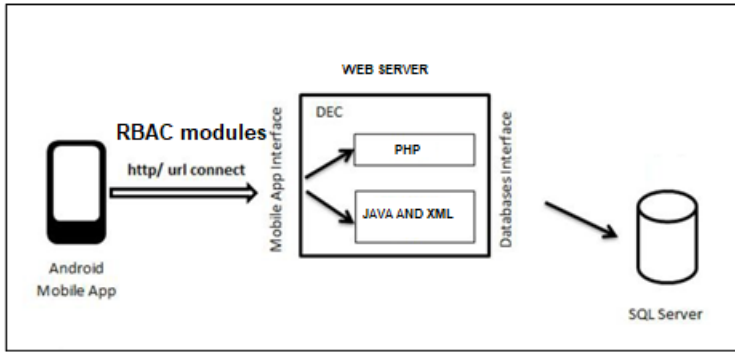 WEB SERVER
RBAC modules
http/ url connect
Mobile App Interface
DEC
PHP
JAVA AND XML
Databases Interface
Android
Mobile App
SQL Server